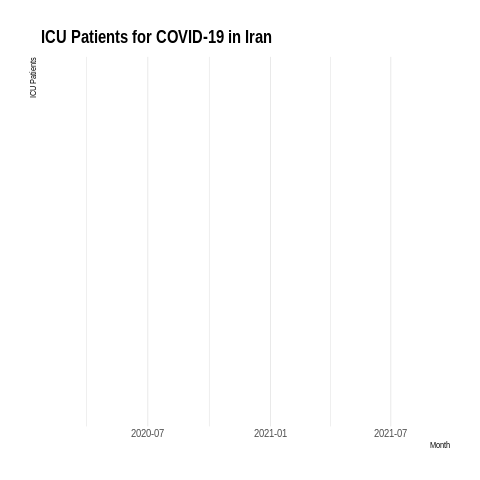 ICU Patients for COVID-19 in Iran
ICU Patients
2020-07
2021-01
2021-07
Month